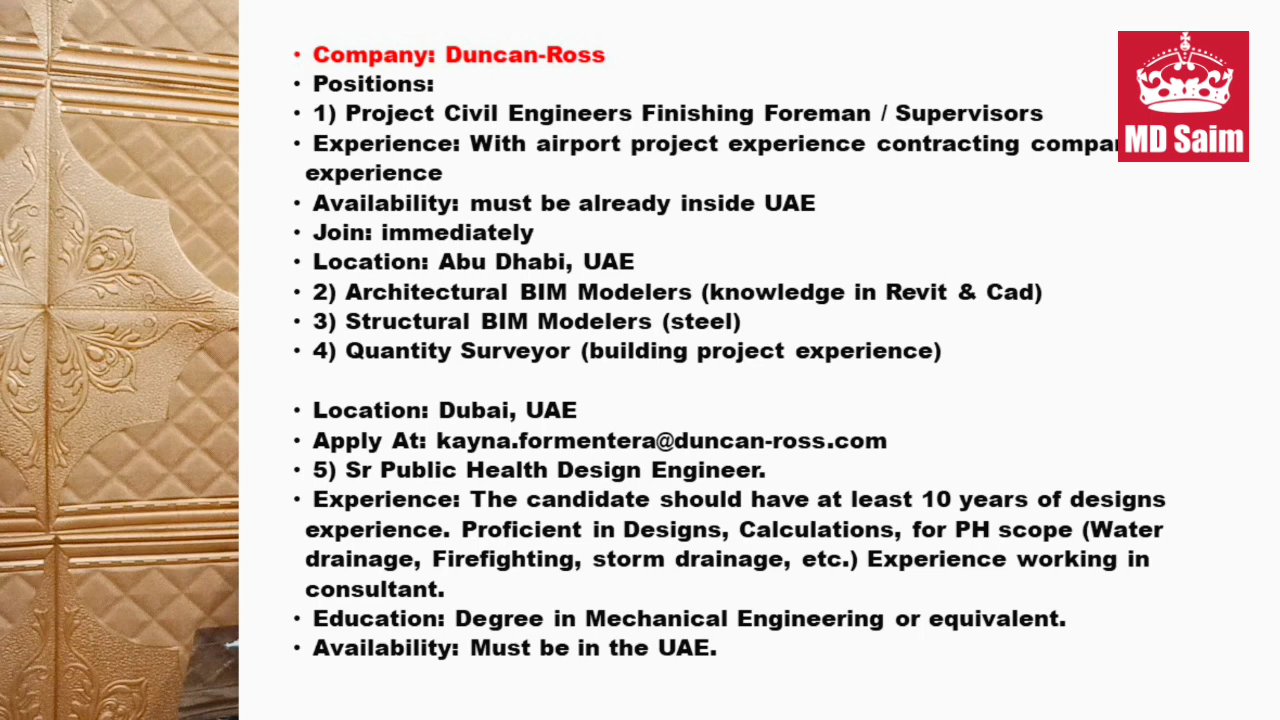 • Company: Duncan-Ross
• Positions:
• 1) Project Civil Engineers Finishing Foreman / Supervisors
• Experience: With airport project experience contracting
experience
• Availability: must be already inside UAE
• Join: immediately
• Location: Abu Dhabi, UAE
• 2) Architectural BIM Modelers (knowledge in Revit & Cad)
• 3) Structural BIM Modelers (steel)
• 4) Quantity Surveyor (building project experience)
• Location: Dubai, UAE
• Apply At: kayna.formentera@duncan-ross.com
• 5) Sr Public Health Design Engineer.
• Experience: The candidate should have at least 10 years of designs
experience. Proficient in Designs, Calculations, for PH scope (Water
drainage, Firefighting, storm drainage, etc.) Experience working in
consultant.
• Education: Degree in Mechanical Engineering or equivalent.
• Availability: Must be in the UAE.
MD Saim